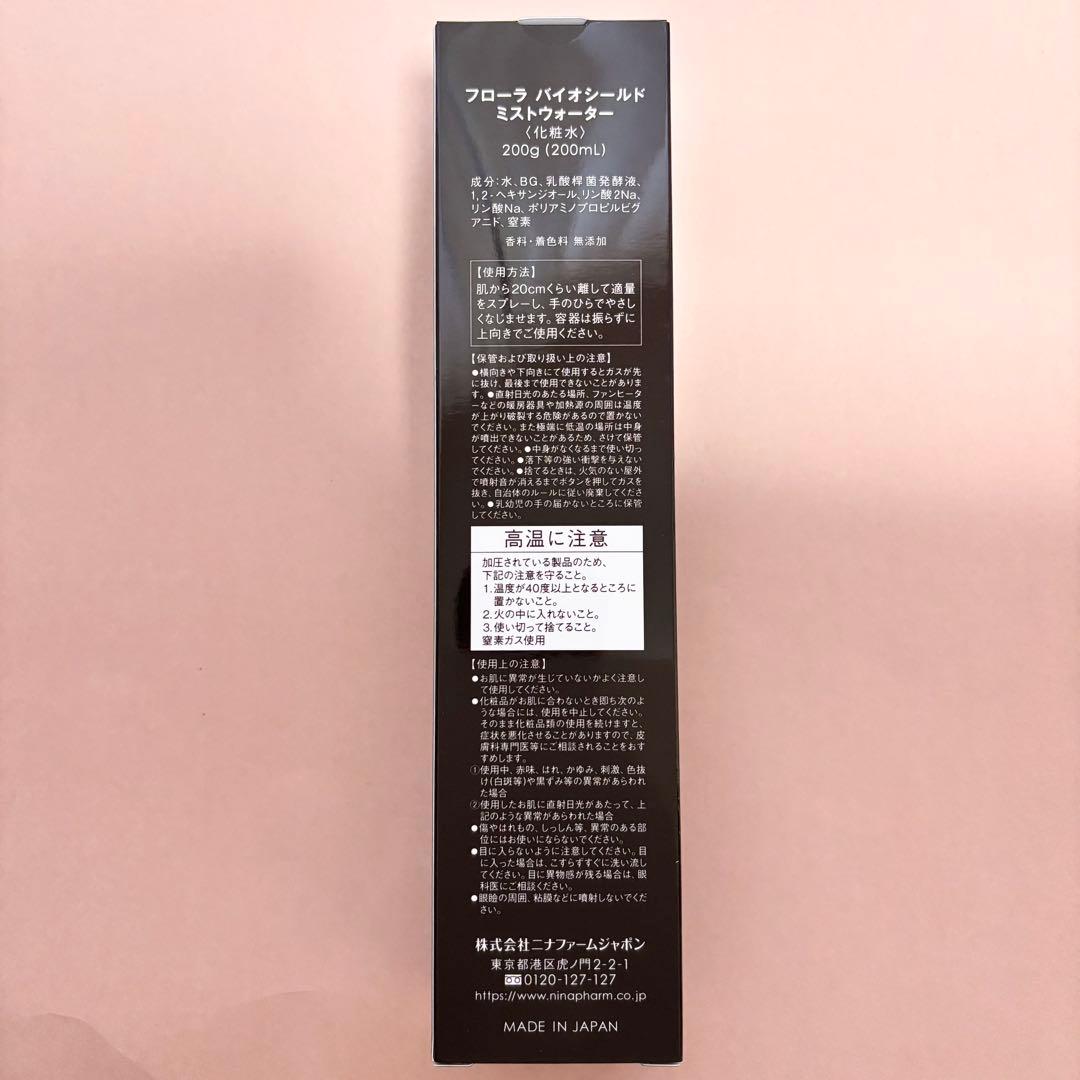 フローラ バイオシールド
ミストウォーター
〈化粧水〉
200g (200mL)
成分：水、BG、乳酸桿菌発酵液、
1,2-ヘキサンジオール、リン酸2Na、
リン酸Na、ポリアミノプロピルビグ
アニド、窒素
香料・着色料 無添加
【使用方法】
肌から20cmくらい離して適量
をスプレーし、手のひらでやさし
くなじませます。容器は振らずに
上向きでご使用ください。
【保管および取り扱い上の注意】
●横向きや下向きにて使用するとガスが先
に抜け、最後まで使用できないことがありま
す。●直射日光のあたる場所、ファンヒータ
ーなどの暖房器具や加熱源の周囲は温度
が上がり破裂する危険があるので置かない
でください。また極端に低温の場所は中身
が噴出できないことがあるため、さけて保管
してください。●中身がなくなるまで使い切っ
てください。●落下等の強い衝撃を与えない
でください。●捨てるときは、火気のない屋外
で噴射音が消えるまでボタンを押してガスを
抜き、自治体のルールに従い廃棄してくださ
い。●乳幼児の手の届かないところに保管
してください。
高温に注意
加圧されている製品のため、
下記の注意を守ること。
1.温度が40度以上となるところに
置かないこと。
2.火の中に入れないこと。
3.使い切って捨てること。
窒素ガス使用
【使用上の注意】
●お肌に異常が生じていないかよく注意し
て使用してください。
●化粧品がお肌に合わないとき即ち次のよ
うな場合には、使用を中止してください。
そのまま化粧品類の使用を続けますと、
症状を悪化させることがありますので、皮
膚科専門医等にご相談されることをおす
すめします。
①使用中、赤味、はれ、かゆみ、刺激、色抜
け(白斑等)や黒ずみ等の異常があらわれ
た場合
②使用したお肌に直射日光があたって、上
記のような異常があらわれた場合
●傷やはれもの、しっしん等、異常のある部
位にはお使いにならないでください。
●目に入らないように注意してください。目
に入った場合は、こすらずすぐに洗い流し
てください。目に異物感が残る場合は、眼
科医にご相談ください。
●眼瞼の周囲、粘膜などに噴射しないでくだ
さい。
株式会社ニナファームジャポン
東京都港区虎ノ門2-2-1
0120-127-127
https://www.ninapharm.co.jp
MADE IN JAPAN